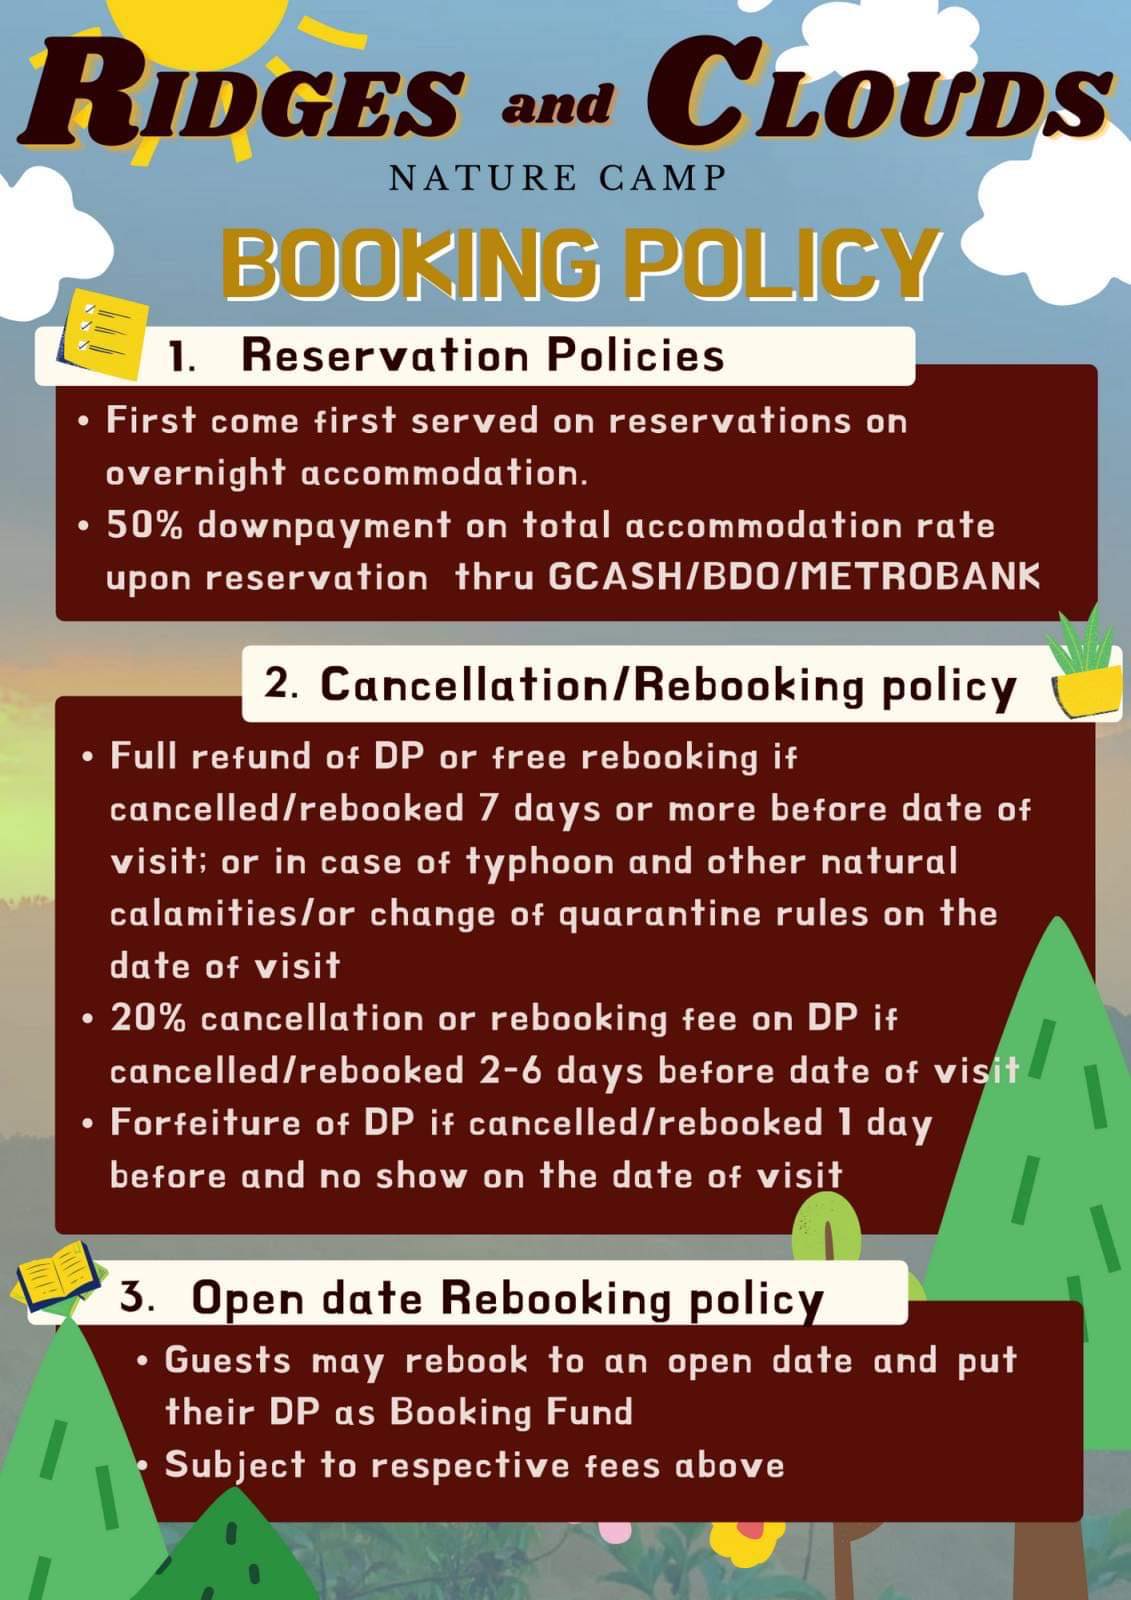 RIDGES and CLOUDS
NATURE CAMP
BOOKING POLICY
1. Reservation Policies
• First come first served on reservations on
overnight accommodation.
• 50% downpayment on total accommodation rate
upon reservation thru GCASH/BDO/METROBANK
2. Cancellation/Rebooking policy
• Full refund of DP or free rebooking if
cancelled/rebooked 7 days or more before date of
visit; or in case of typhoon and other natural
calamities/or change of quarantine rules on the
date of visit
• 20% cancellation or rebooking fee on DP if
cancelled/rebooked 2-6 days before date of visit
• Forfeiture of DP if cancelled/rebooked 1 day
before and no show on the date of visit
3. Open date Rebooking policy
• Guests may rebook to an open date and put
their DP as Booking Fund
• Subject to respective fees above